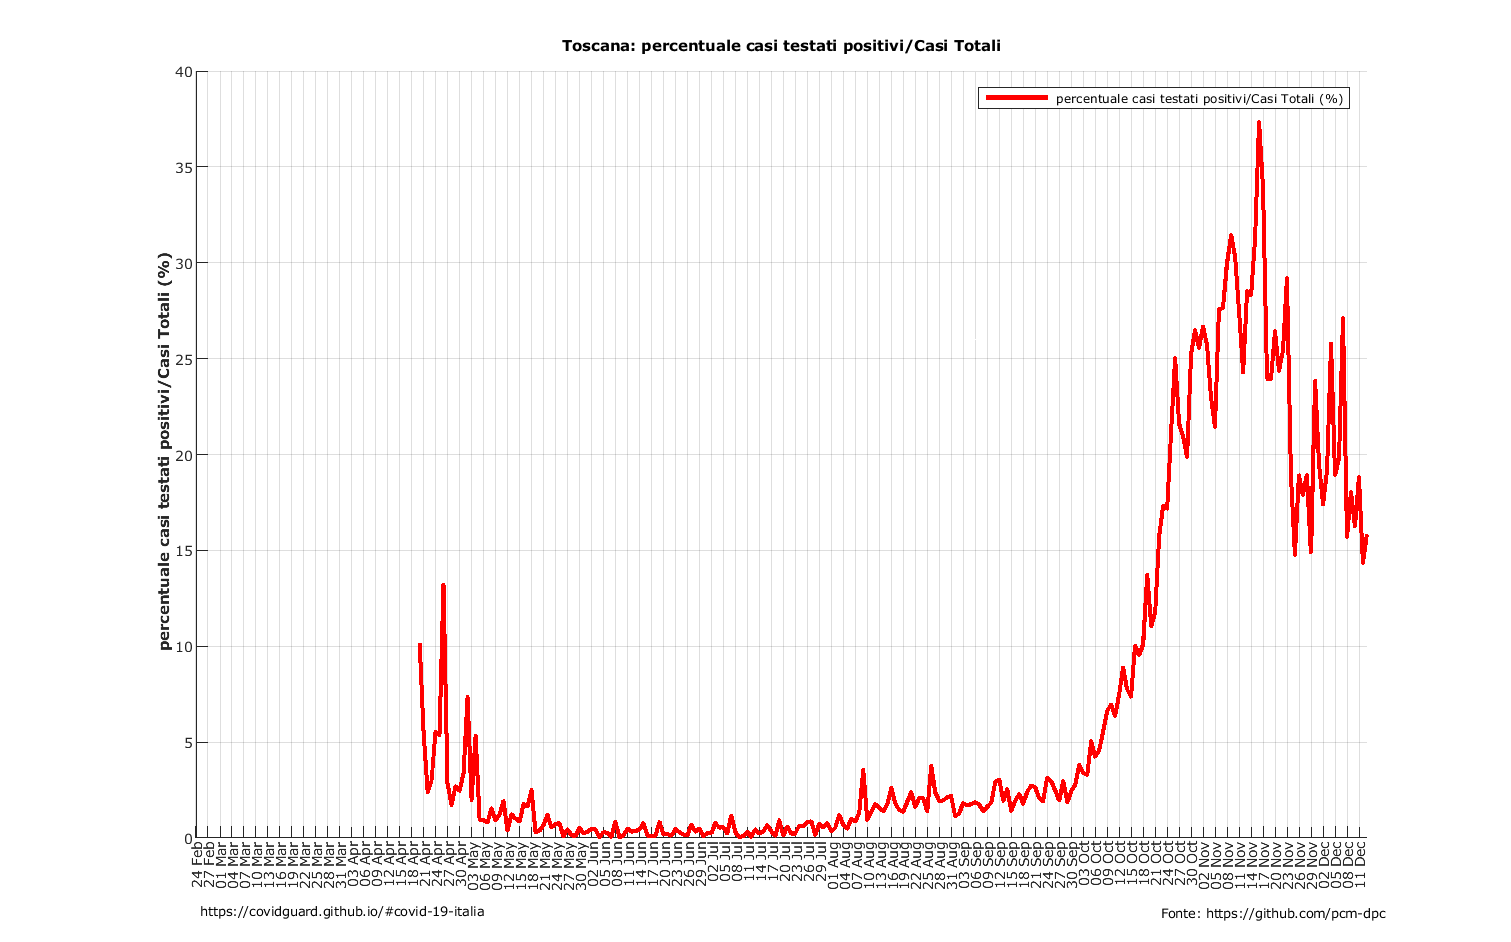 Toscana: percentuale casi testati positivi/Casi Totali
percentuale casi testati positivi/Casi Totali (%)
percentuale casi testati positivi/Casi Totali (%)
40
35
30
25
20
15
10
5
0
24 Feb
27 Feb
01 Mar
04 Mar
07 Mar
10 Mar
13 Mar
16 Mar
19 Mar
22 Mar
25 Mar
28 Mar
31 Mar
03 Apr
06 Apr
09 Apr
12 Apr
15 Apr
18 Apr
21 Apr
24 Apr
27 Apr
30 Apr
03 May
06 May
09 May
12 May
15 May
18 May
21 May
24 May
27 May
30 May
02 Jun
05 Jun
08 Jun
11 Jun
14 Jun
17 Jun
20 Jun
23 Jun
26 Jun
29 Jun
02 Jul
05 Jul
08 Jul
11 Jul
14 Jul
17 Jul
20 Jul
23 Jul
26 Jul
29 Jul
01 Aug
04 Aug
07 Aug
10 Aug
13 Aug
16 Aug
19 Aug
22 Aug
25 Aug
28 Aug
31 Aug
03 Sep
06 Sep
09 Sep
12 Sep
15 Sep
18 Sep
21 Sep
24 Sep
27 Sep
30 Sep
03 Oct
06 Oct
09 Oct
12 Oct
15 Oct
18 Oct
21 Oct
24 Oct
27 Oct
30 Oct
02 Nov
05 Nov
08 Nov
11 Nov
14 Nov
17 Nov
20 Nov
23 Nov
26 Nov
29 Nov
02 Dec
05 Dec
08 Dec
11 Dec
https://covidguard.github.io/#covid-19-italia
Fonte: https://github.com/pcm-dpc